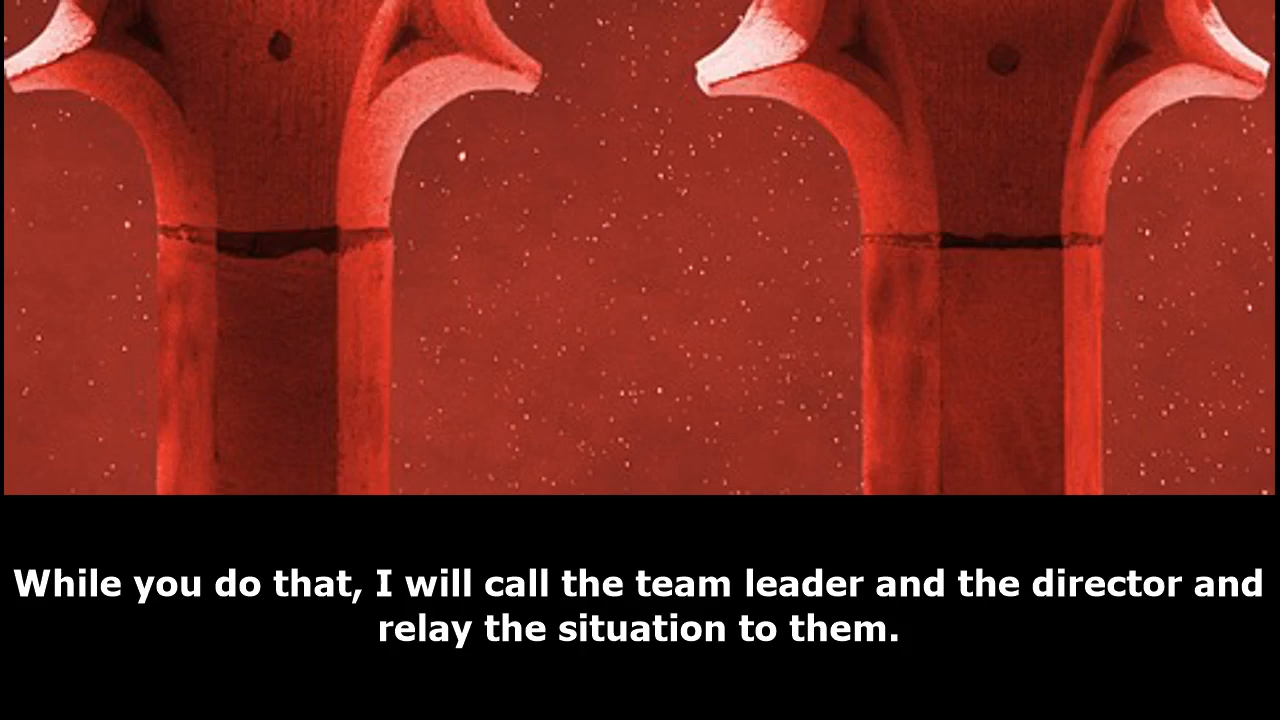 While you do that, I will call the team leader and the director and
relay the situation to them.